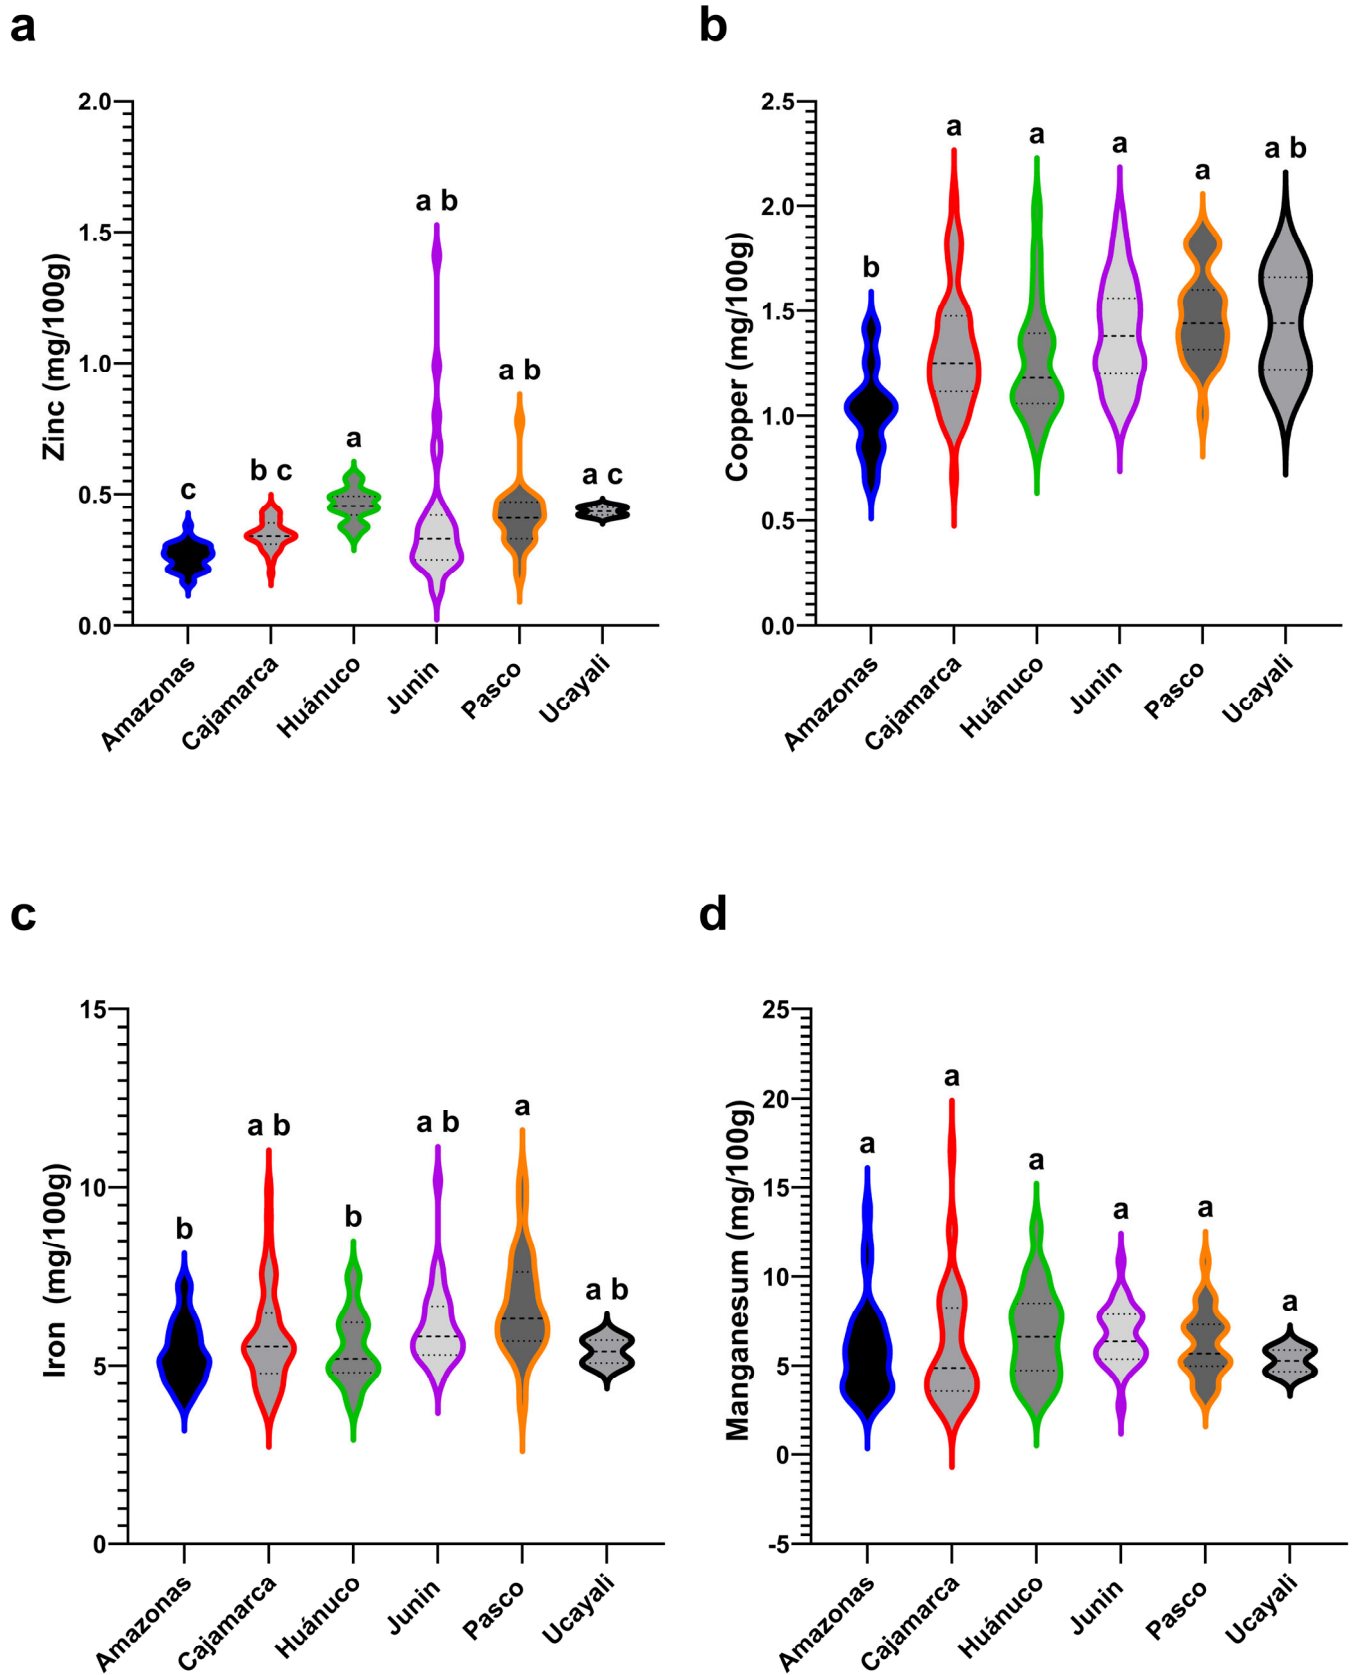 a
Zinc (mg/100g)
2.0
1.5
1.0
0.5
0.0
c
b c
a
a b
a b
a c
Amazonas
Cajamarca
Huánuco
Junin
Pasco
Ucayali
b
Copper (mg/100g)
2.5
2.0
1.5
1.0
0.5
0.0
b
a
a
a
a
a b
Amazonas
Cajamarca
Huánuco
Junin
Pasco
Ucayali
c
Iron (mg/100g)
15
10
5
0
b
a b
b
a b
a
a b
Amazonas
Cajamarca
Huánuco
Junin
Pasco
Ucayali
d
Manganesum (mg/100g)
25
20
15
10
5
0
-5
a
a
a
a
a
a
Amazonas
Cajamarca
Huánuco
Junin
Pasco
Ucayali